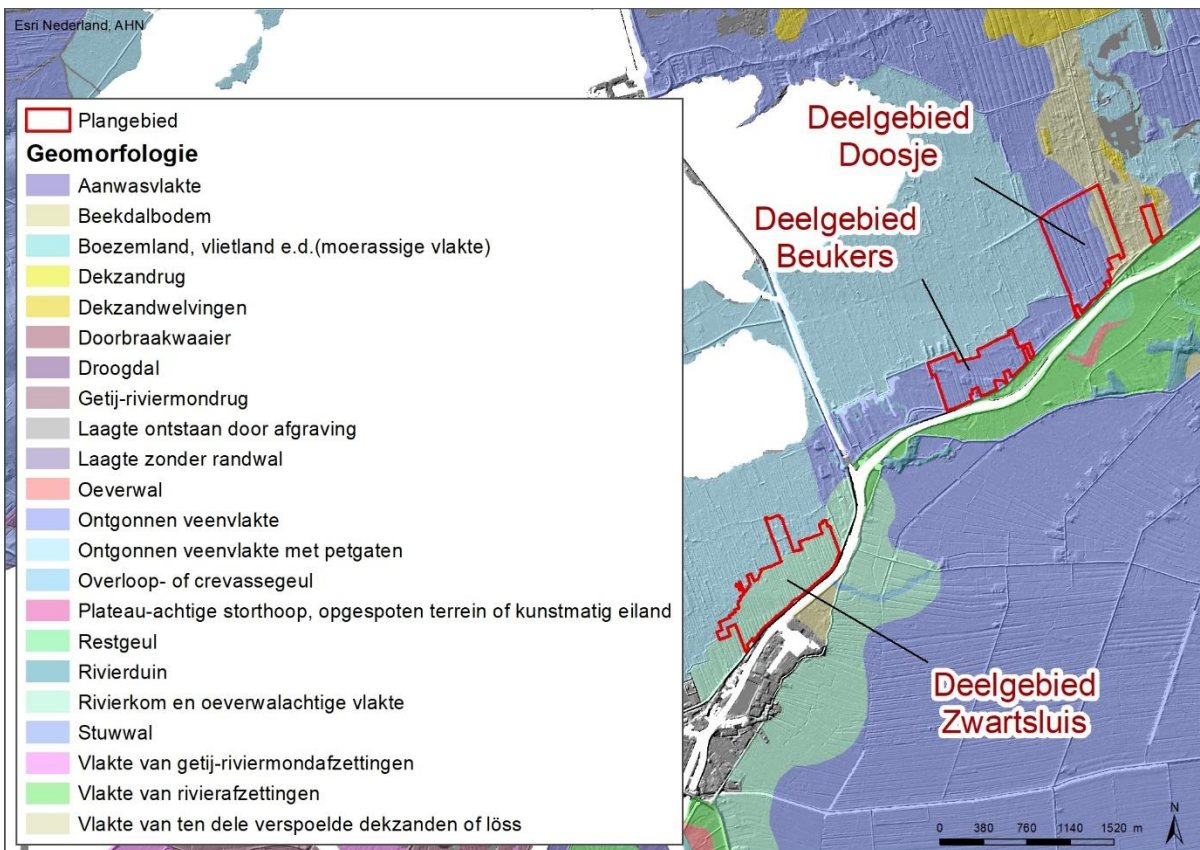 Esri Nederland, AHN
Plangebied
Geomorfologie
Aanwasvlakte
Beekdalbodem
Boezemland, vlietland e.d.(moerassige vlakte)
Dekzandrug
Dekzandwelvingen
Doorbraakwaaier
Droogdal
Getij-riviermondrug
Laagte ontstaan door afgraving
Laagte zonder randwal
Oeverwal
Ontgonnen veenvlakte
Ontgonnen veenvlakte met petgaten
Overloop- of crevassegeul
Plateau-achtige storthoop, opgespoten terrein of kunstmatig eiland
Restgeul
Rivierduin
Rivierkom en oeverwalachtige vlakte
Stuwwal
Vlakte van getij-riviermondafzettingen
Vlakte van rivierafzettingen
Vlakte van ten dele verspoelde dekzanden of löss
Deelgebied
Doosje
Deelgebied
Beukers
Deelgebied
Zwartsluis
N
0 380 760 1140 1520 m